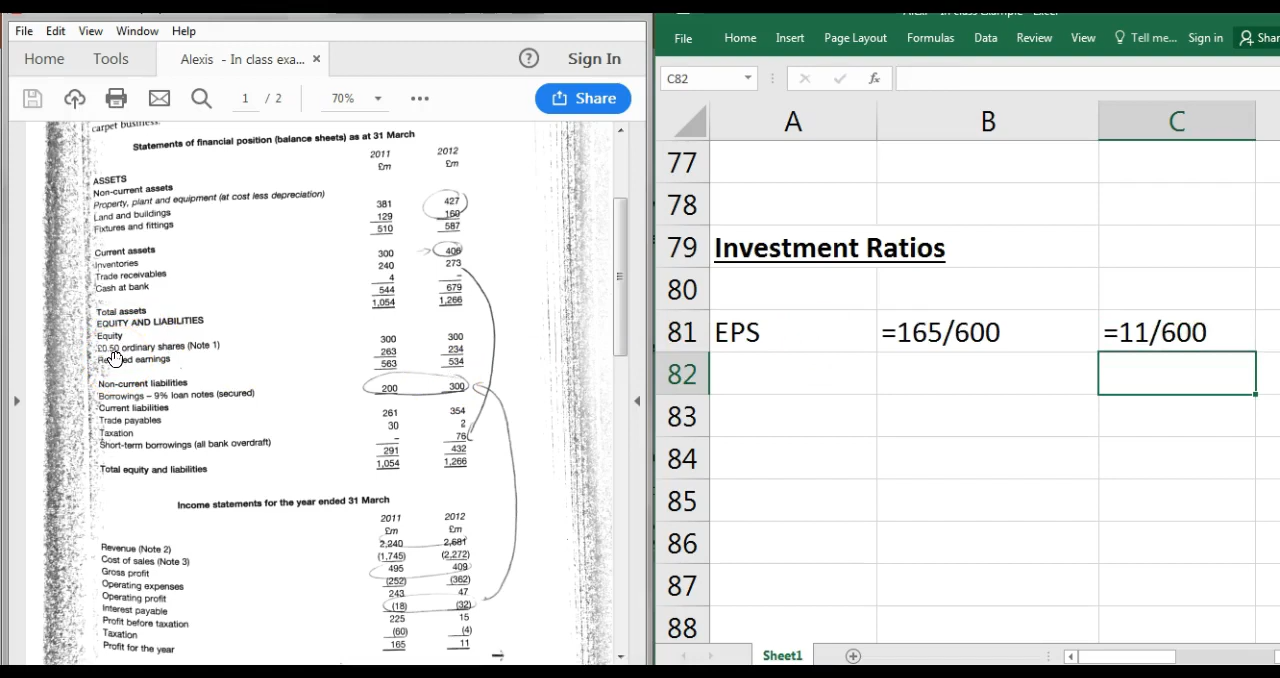 Alexis - In class Example - Excel
File Edit View Window Help
Home Tools Alexis - In class exa... × ? Sign In
1 / 2 70% ••• Share
carpet business.
Statements of financial position (balance sheets) as at 31 March
2011 2012
£m £m
ASSETS
Non-current assets
Property, plant and equipment (at cost less depreciation)
Land and buildings 381 427
Fixtures and fittings 129 160
510 587
Current assets
Inventories 300 406
Trade receivables 240 273
Cash at bank 4 –
544 679
Total assets 1,054 1,266
EQUITY AND LIABILITIES
Equity
£0.50 ordinary shares (Note 1) 300 300
Retained earnings 263 234
563 534
Non-current liabilities
Borrowings – 9% loan notes (secured) 200 300
Current liabilities
Trade payables 261 354
Taxation 30 2
Short-term borrowings (all bank overdraft) – 76
291 432
Total equity and liabilities 1,054 1,266
Income statements for the year ended 31 March
2011 2012
£m £m
Revenue (Note 2) 2,240 2,681
Cost of sales (Note 3) (1,745) (2,272)
Gross profit 495 409
Operating expenses (252) (362)
Operating profit 243 47
Interest payable (18) (32)
Profit before taxation 225 15
Taxation (60) (4)
Profit for the year 165 11
File Home Insert Page Layout Formulas Data Review View Tell me... Sign in Shar
C82 fx
A B C
77
78
79 Investment Ratios
80
81 EPS =165/600 =11/600
82
83
84
85
86
87
88
Sheet1